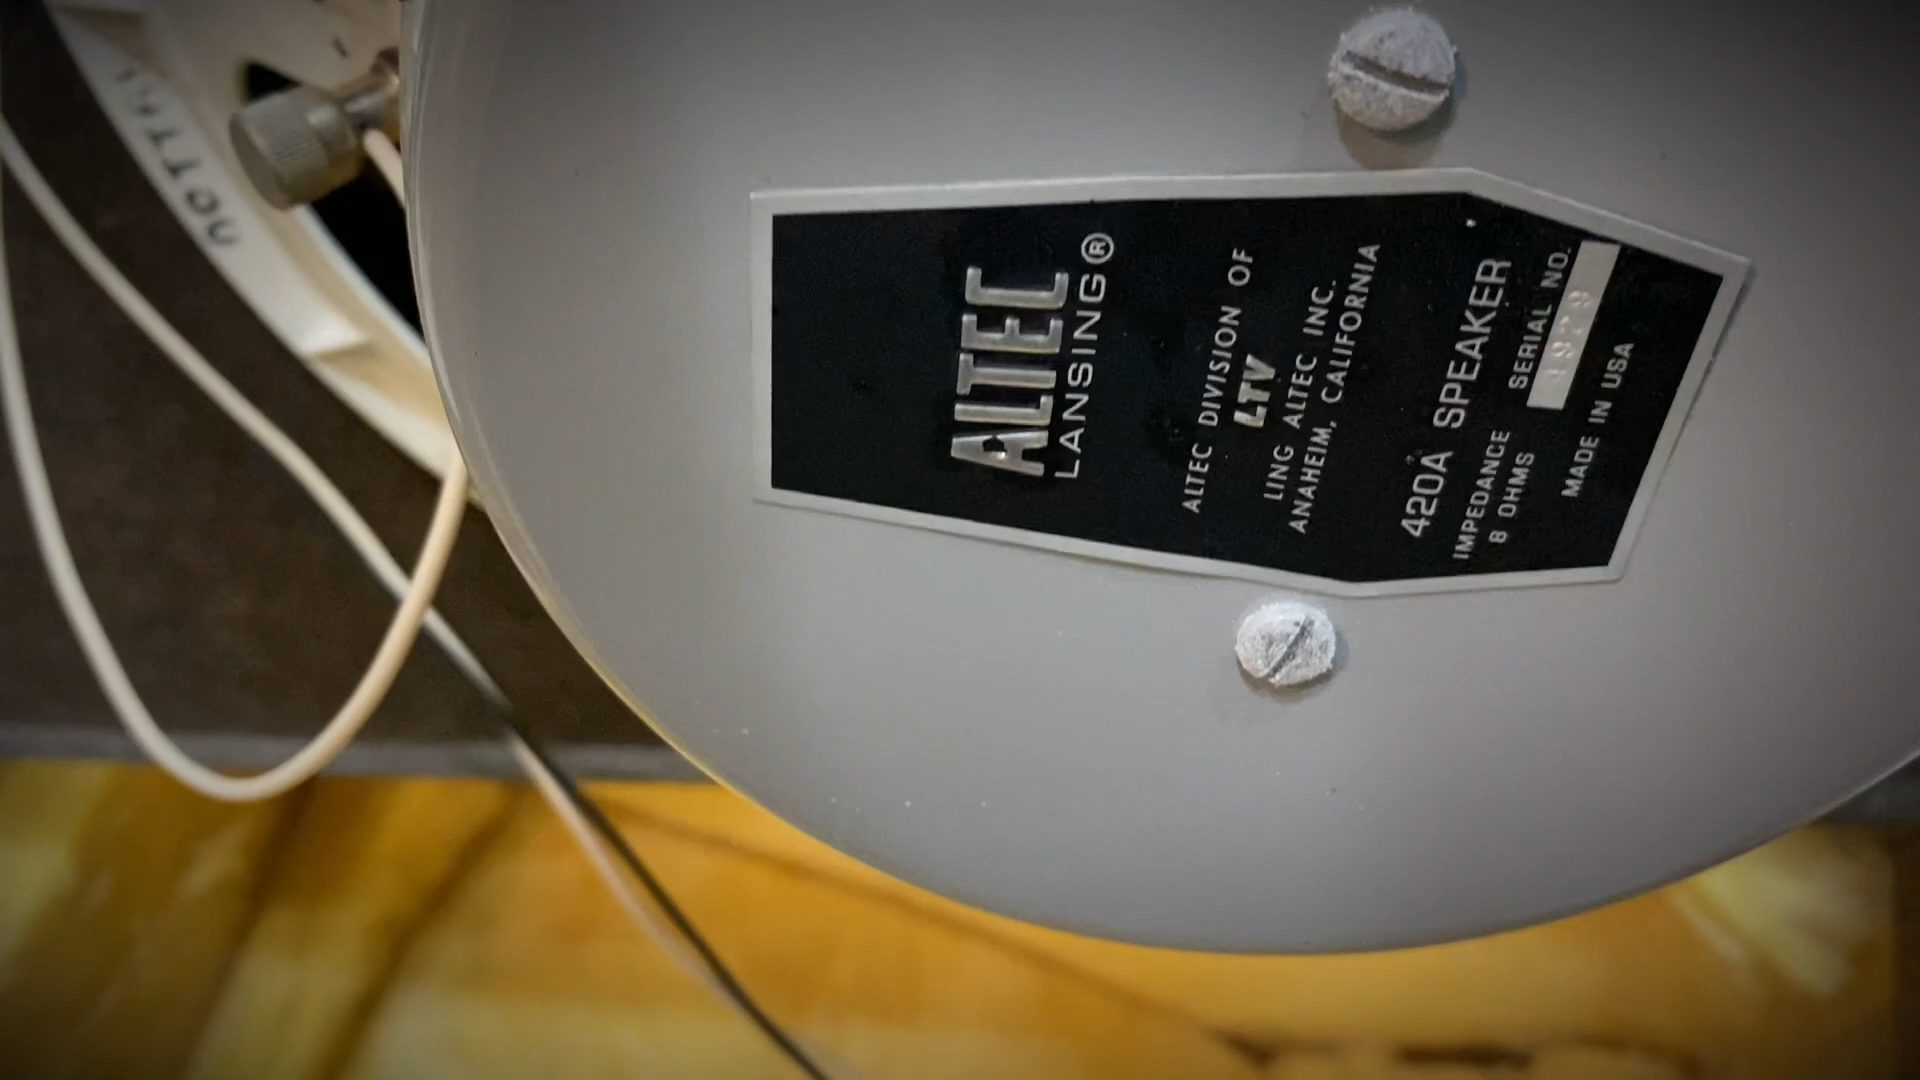 ALTEC
LANSING®
ALTEC DIVISION OF
LTV
LING ALTEC INC.
ANAHEIM, CALIFORNIA
420A SPEAKER
IMPEDANCE SERIAL NO.
8 OHMS
MADE IN USA